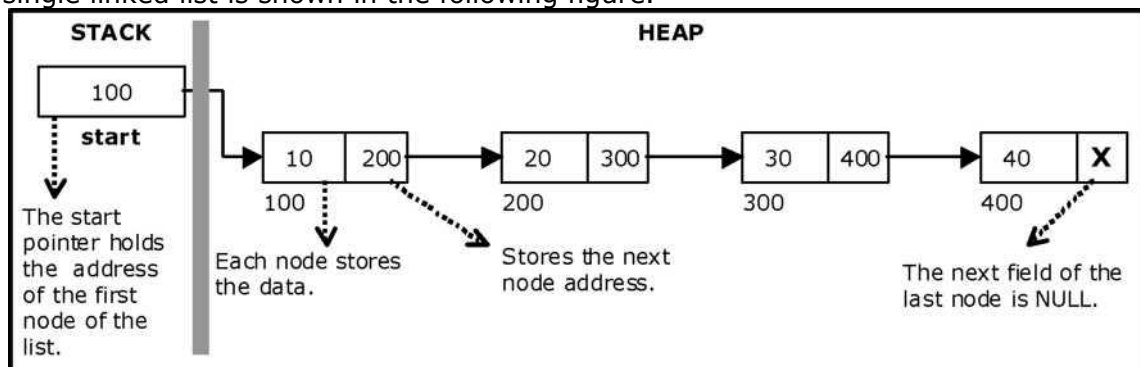 single linked list is shown in the following figure.
STACK
HEAP
100
start
10 200
20 300
30 400
40 X
100
200
300
400
The start
pointer holds
the address
of the first
node of the
list.
Each node stores
the data.
Stores the next
node address.
The next field of the
last node is NULL.